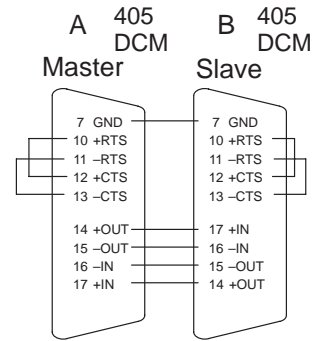 A 405 DCM B 405 DCM
Master Slave
7 GND 7 GND
10 +RTS 10 +RTS
11 –RTS 11 –RTS
12 +CTS 12 +CTS
13 –CTS 13 –CTS
14 +OUT 17 +IN
15 –OUT 16 –IN
16 –IN 15 –OUT
17 +IN 14 +OUT